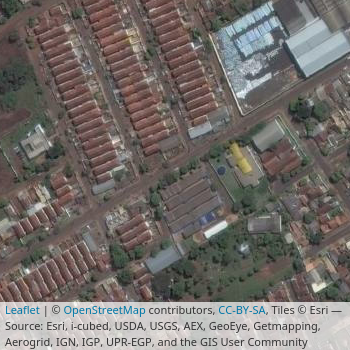 Leaflet | © OpenStreetMap contributors, CC-BY-SA, Tiles © Esri —
Source: Esri, i-cubed, USDA, USGS, AEX, GeoEye, Getmapping,
Aerogrid, IGN, IGP, UPR-EGP, and the GIS User Community